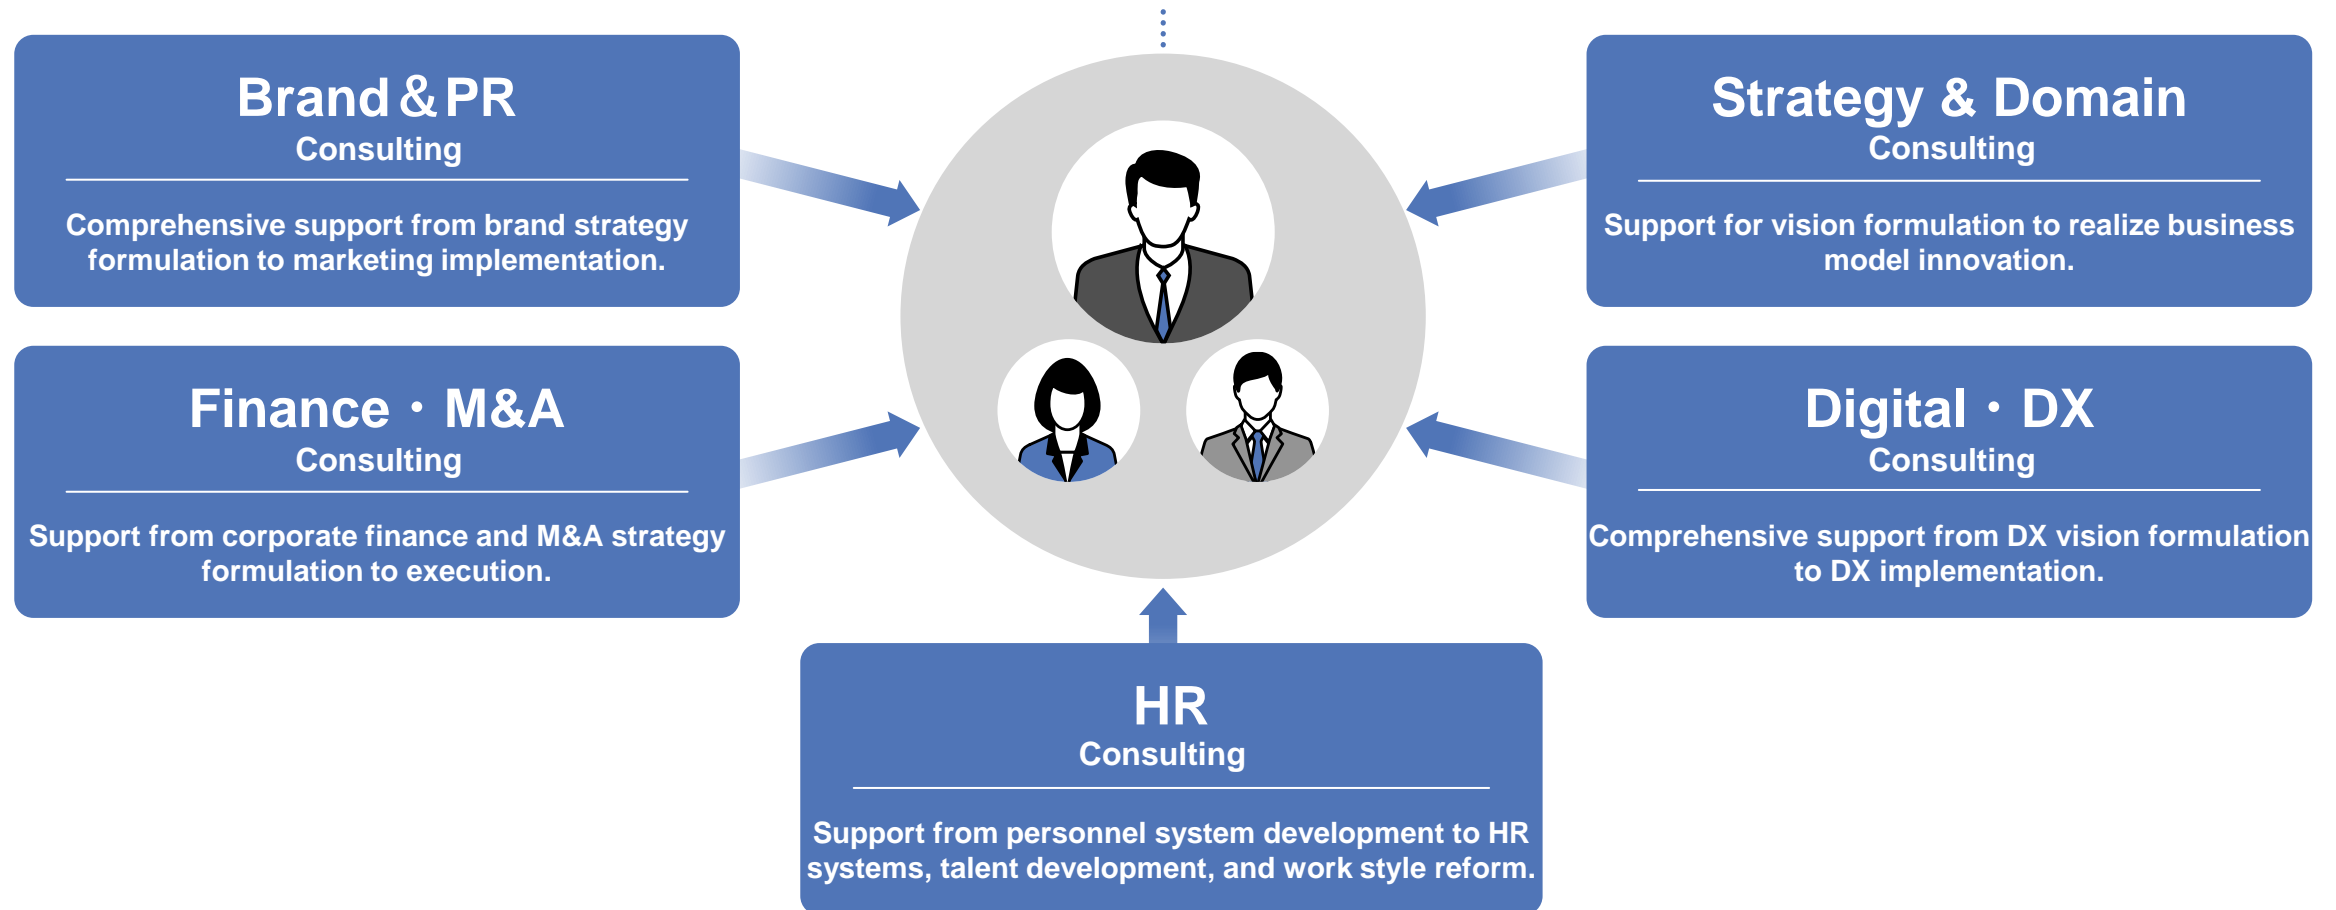 Brand＆PR
Consulting
Comprehensive support from brand strategy
formulation to marketing implementation.
Strategy & Domain
Consulting
Support for vision formulation to realize business
model innovation.
Finance・M&A
Consulting
Support from corporate finance and M&A strategy
formulation to execution.
Digital・DX
Consulting
Comprehensive support from DX vision formulation
to DX implementation.
HR
Consulting
Support from personnel system development to HR
systems, talent development, and work style reform.